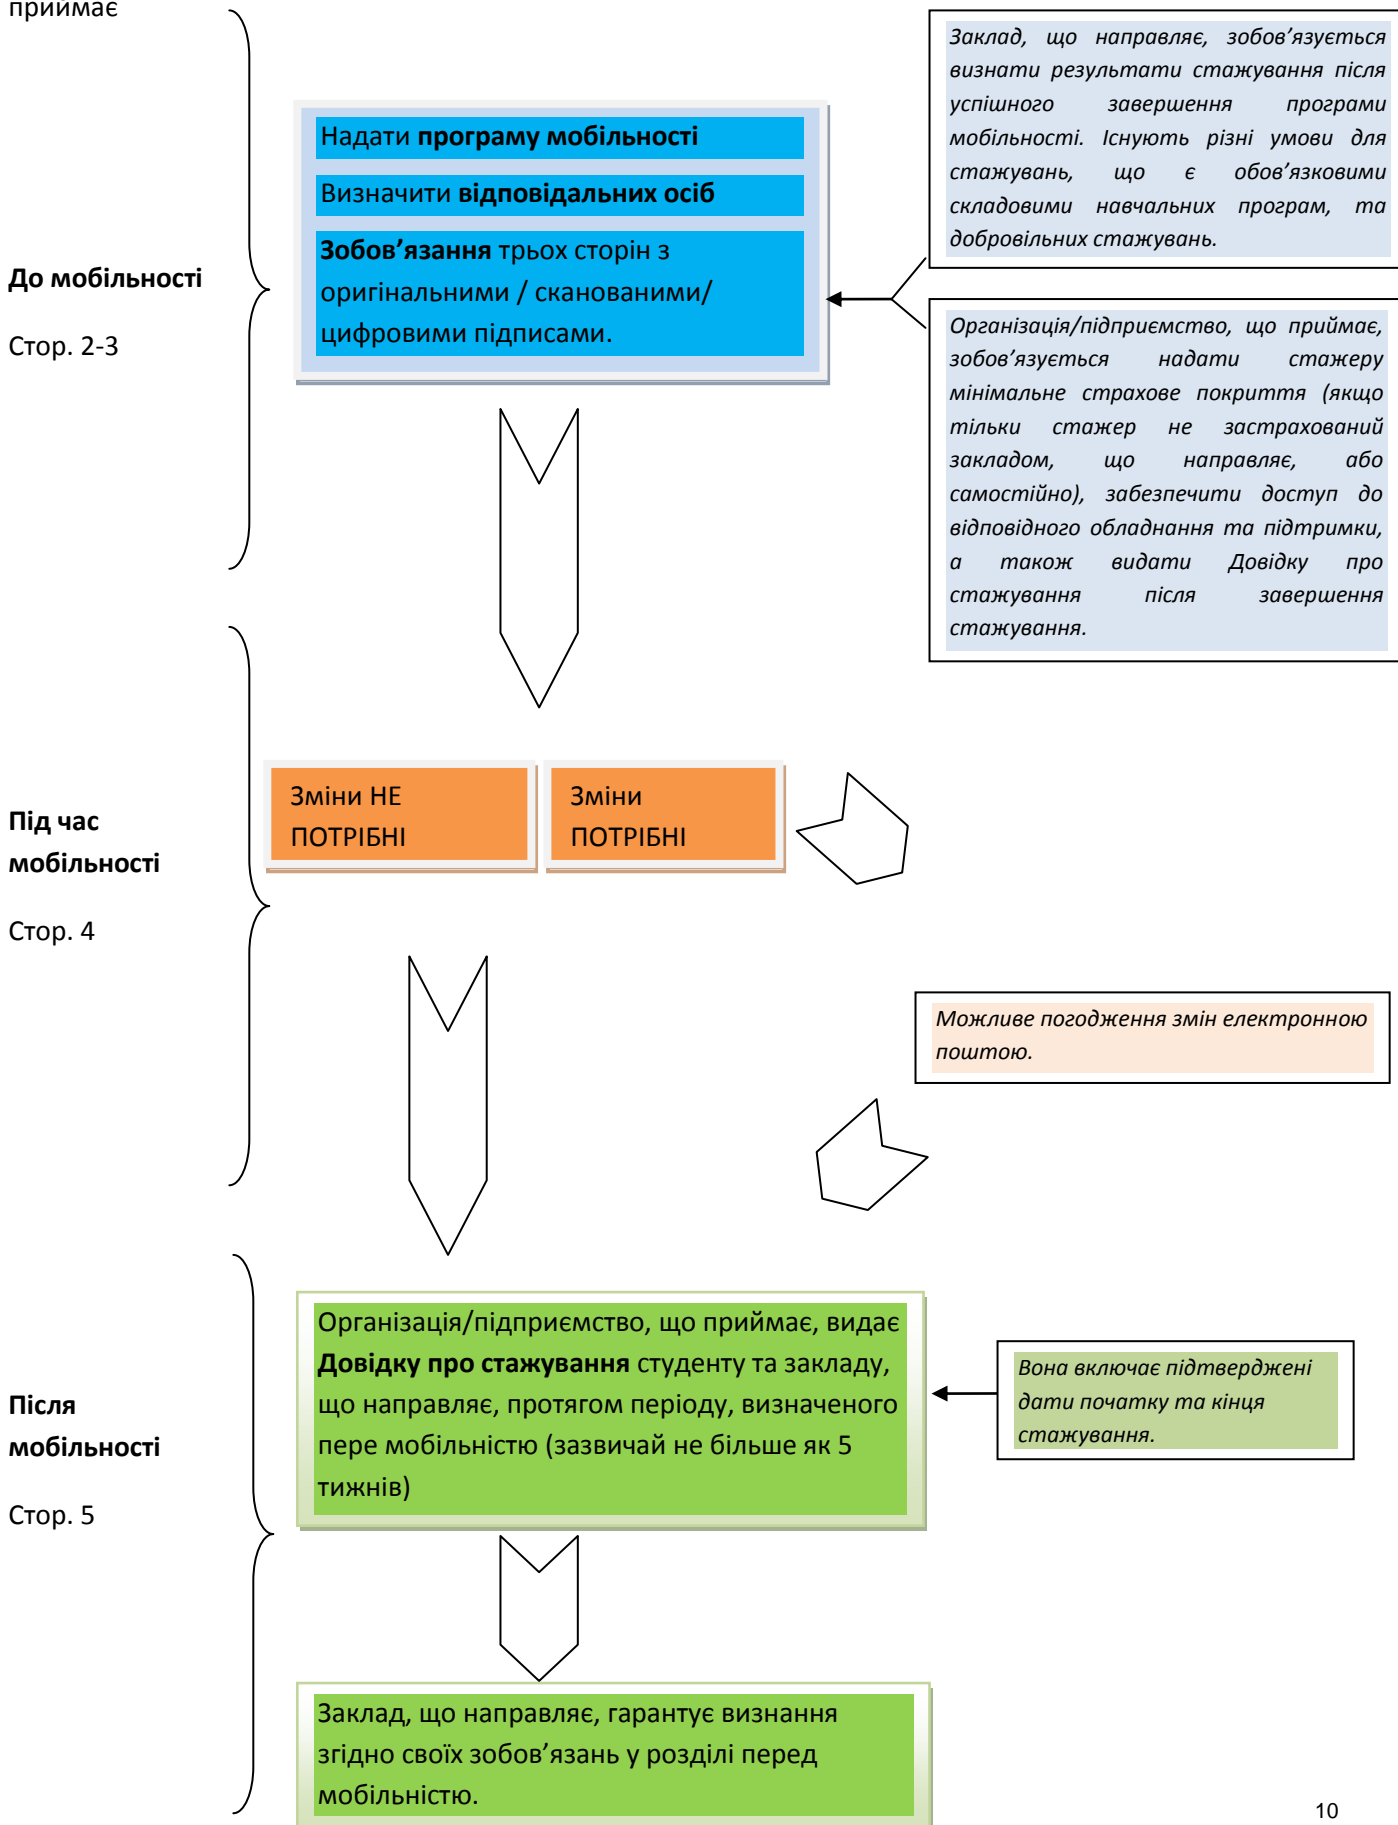 приймає
Заклад, що направляє, зобов’язується
визнати результати стажування після
успішного завершення програми
мобільності. Існують різні умови для
стажувань, що є обов’язковими
складовими навчальних програм, та
добровільних стажувань.
Надати програму мобільності
Визначити відповідальних осіб
Зобов’язання трьох сторін з
оригінальними / сканованими/
цифровими підписами.
До мобільності
Стор. 2-3
Організація/підприємство, що приймає,
зобов’язується надати стажеру
мінімальне страхове покриття (якщо
тільки стажер не застрахований
закладом, що направляє, або
самостійно), забезпечити доступ до
відповідного обладнання та підтримки,
а також видати Довідку про
стажування після завершення
стажування.
Зміни НЕ
ПОТРІБНІ
Зміни
ПОТРІБНІ
Під час
мобільності
Стор. 4
Можливе погодження змін електронною
поштою.
Організація/підприємство, що приймає, видає
Довідку про стажування студенту та закладу,
що направляє, протягом періоду, визначеного
пере мобільністю (зазвичай не більше як 5
тижнів)
Вона включає підтверджені
дати початку та кінця
стажування.
Після
мобільності
Стор. 5
Заклад, що направляє, гарантує визнання
згідно своїх зобов’язань у розділі перед
мобільністю.
10